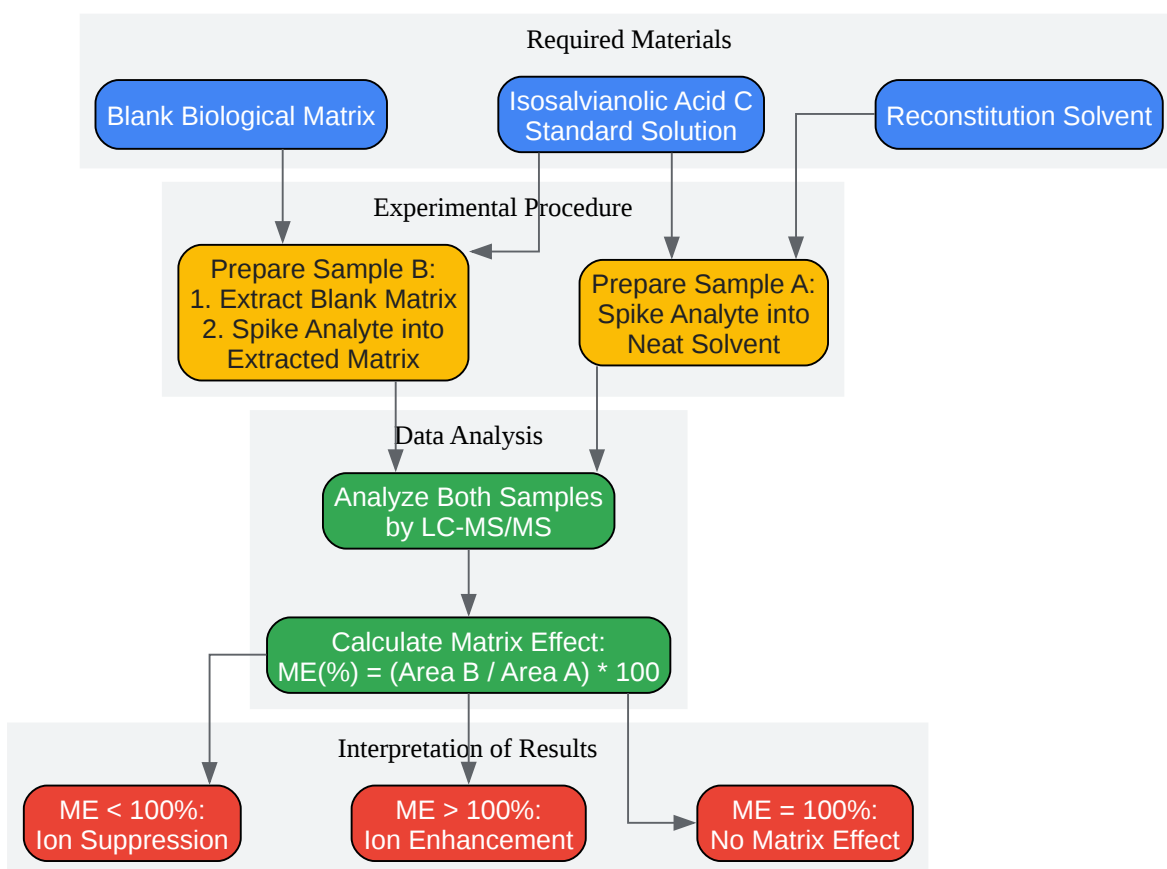 Required Materials
Blank Biological Matrix
Isosalvianolic Acid C
Standard Solution
Reconstitution Solvent
Experimental Procedure
Prepare Sample B:
1. Extract Blank Matrix
2. Spike Analyte into
Extracted Matrix
Prepare Sample A:
Spike Analyte into
Neat Solvent
Data Analysis
Analyze Both Samples
by LC-MS/MS
Calculate Matrix Effect:
ME(%) = (Area B / Area A) * 100
Interpretation of Results
ME < 100%:
Ion Suppression
ME > 100%:
Ion Enhancement
ME = 100%:
No Matrix Effect